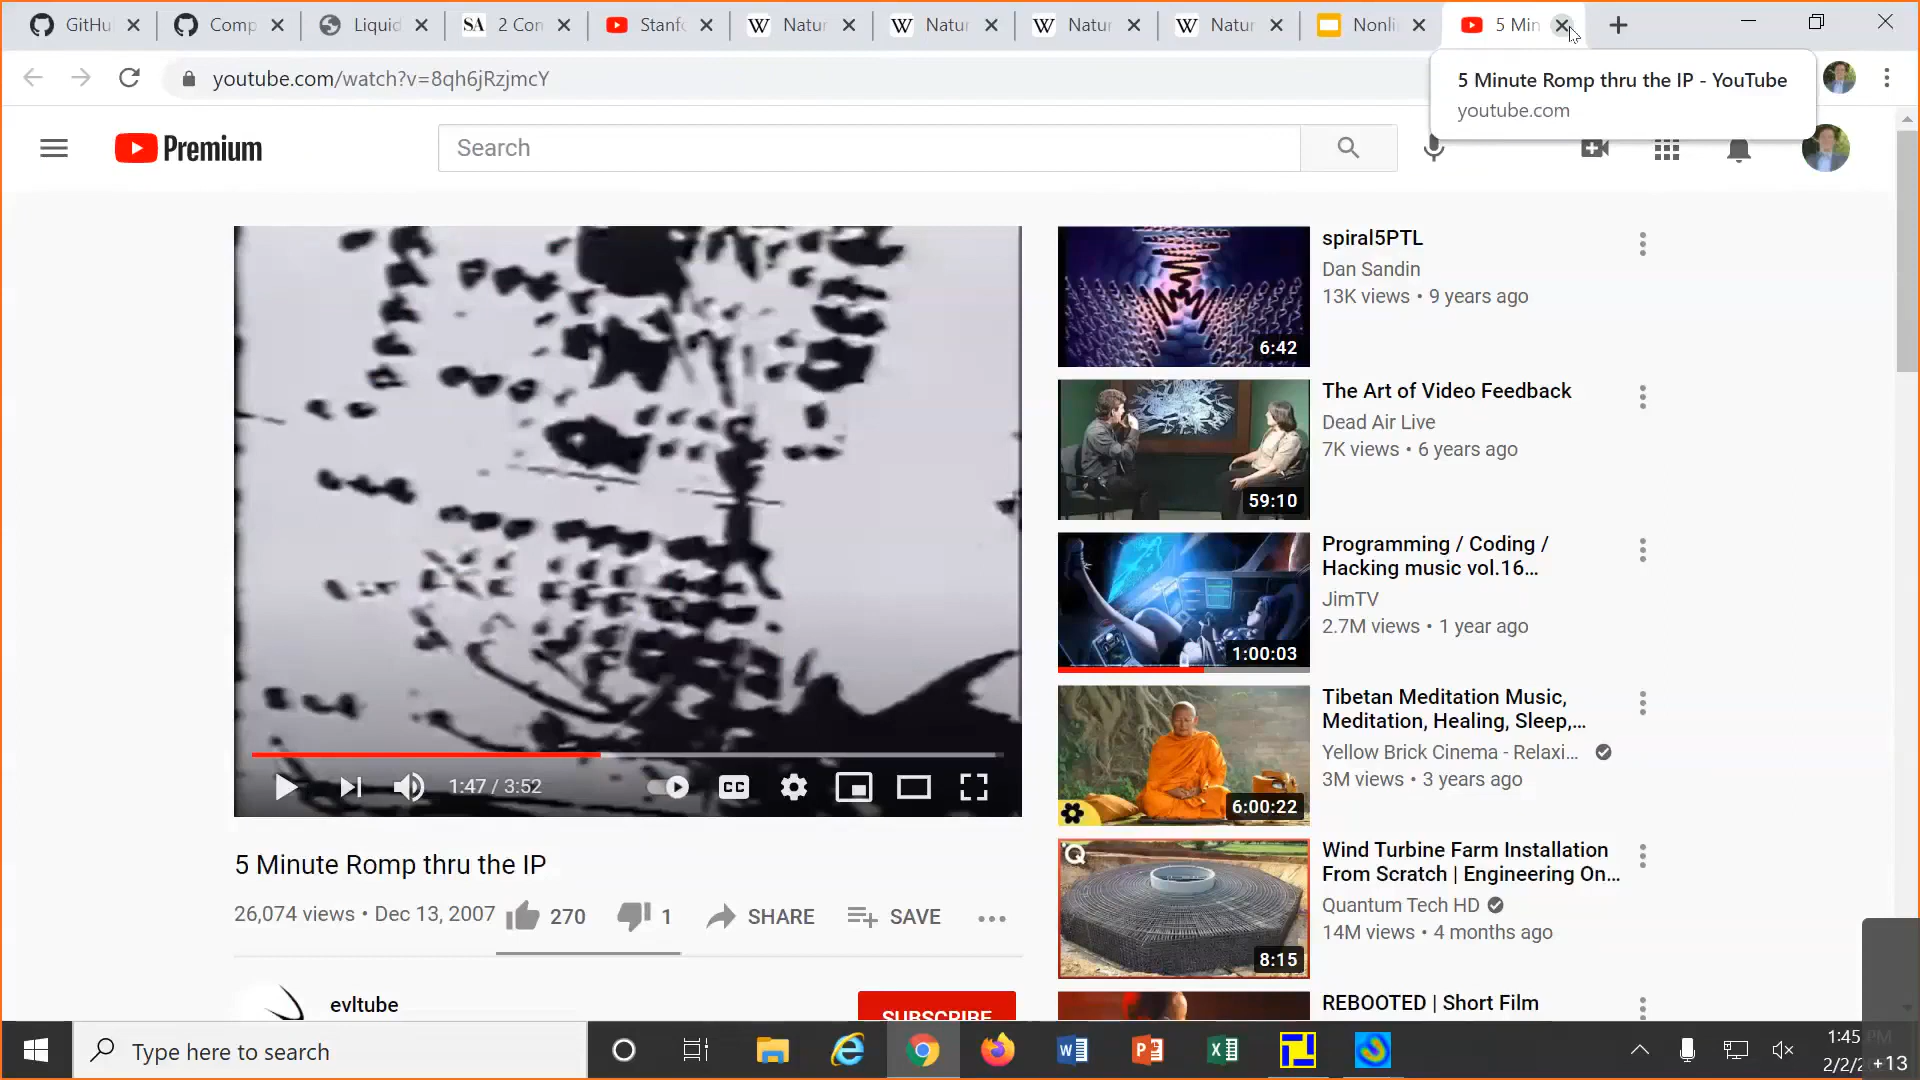 GitHu
Comp
Liquid
SA 2 Con
Stanf
W Natur
W Natur
W Natur
W Natur
Nonli
5 Min
youtube.com/watch?v=8qh6jRzjmcY
5 Minute Romp thru the IP - YouTube
youtube.com
Premium
Search
1:47 / 3:52
CC
5 Minute Romp thru the IP
26,074 views • Dec 13, 2007
270
1
SHARE
SAVE
evltube
SUBSCRIBE
spiral5PTL
Dan Sandin
13K views • 9 years ago
6:42
The Art of Video Feedback
Dead Air Live
7K views • 6 years ago
59:10
Programming / Coding /
Hacking music vol.16...
JimTV
2.7M views • 1 year ago
1:00:03
Tibetan Meditation Music,
Meditation, Healing, Sleep,...
Yellow Brick Cinema - Relaxi...
3M views • 3 years ago
6:00:22
Wind Turbine Farm Installation
From Scratch | Engineering On...
Quantum Tech HD
14M views • 4 months ago
8:15
REBOOTED | Short Film
Type here to search
1:45 PM
2/2/2
+13